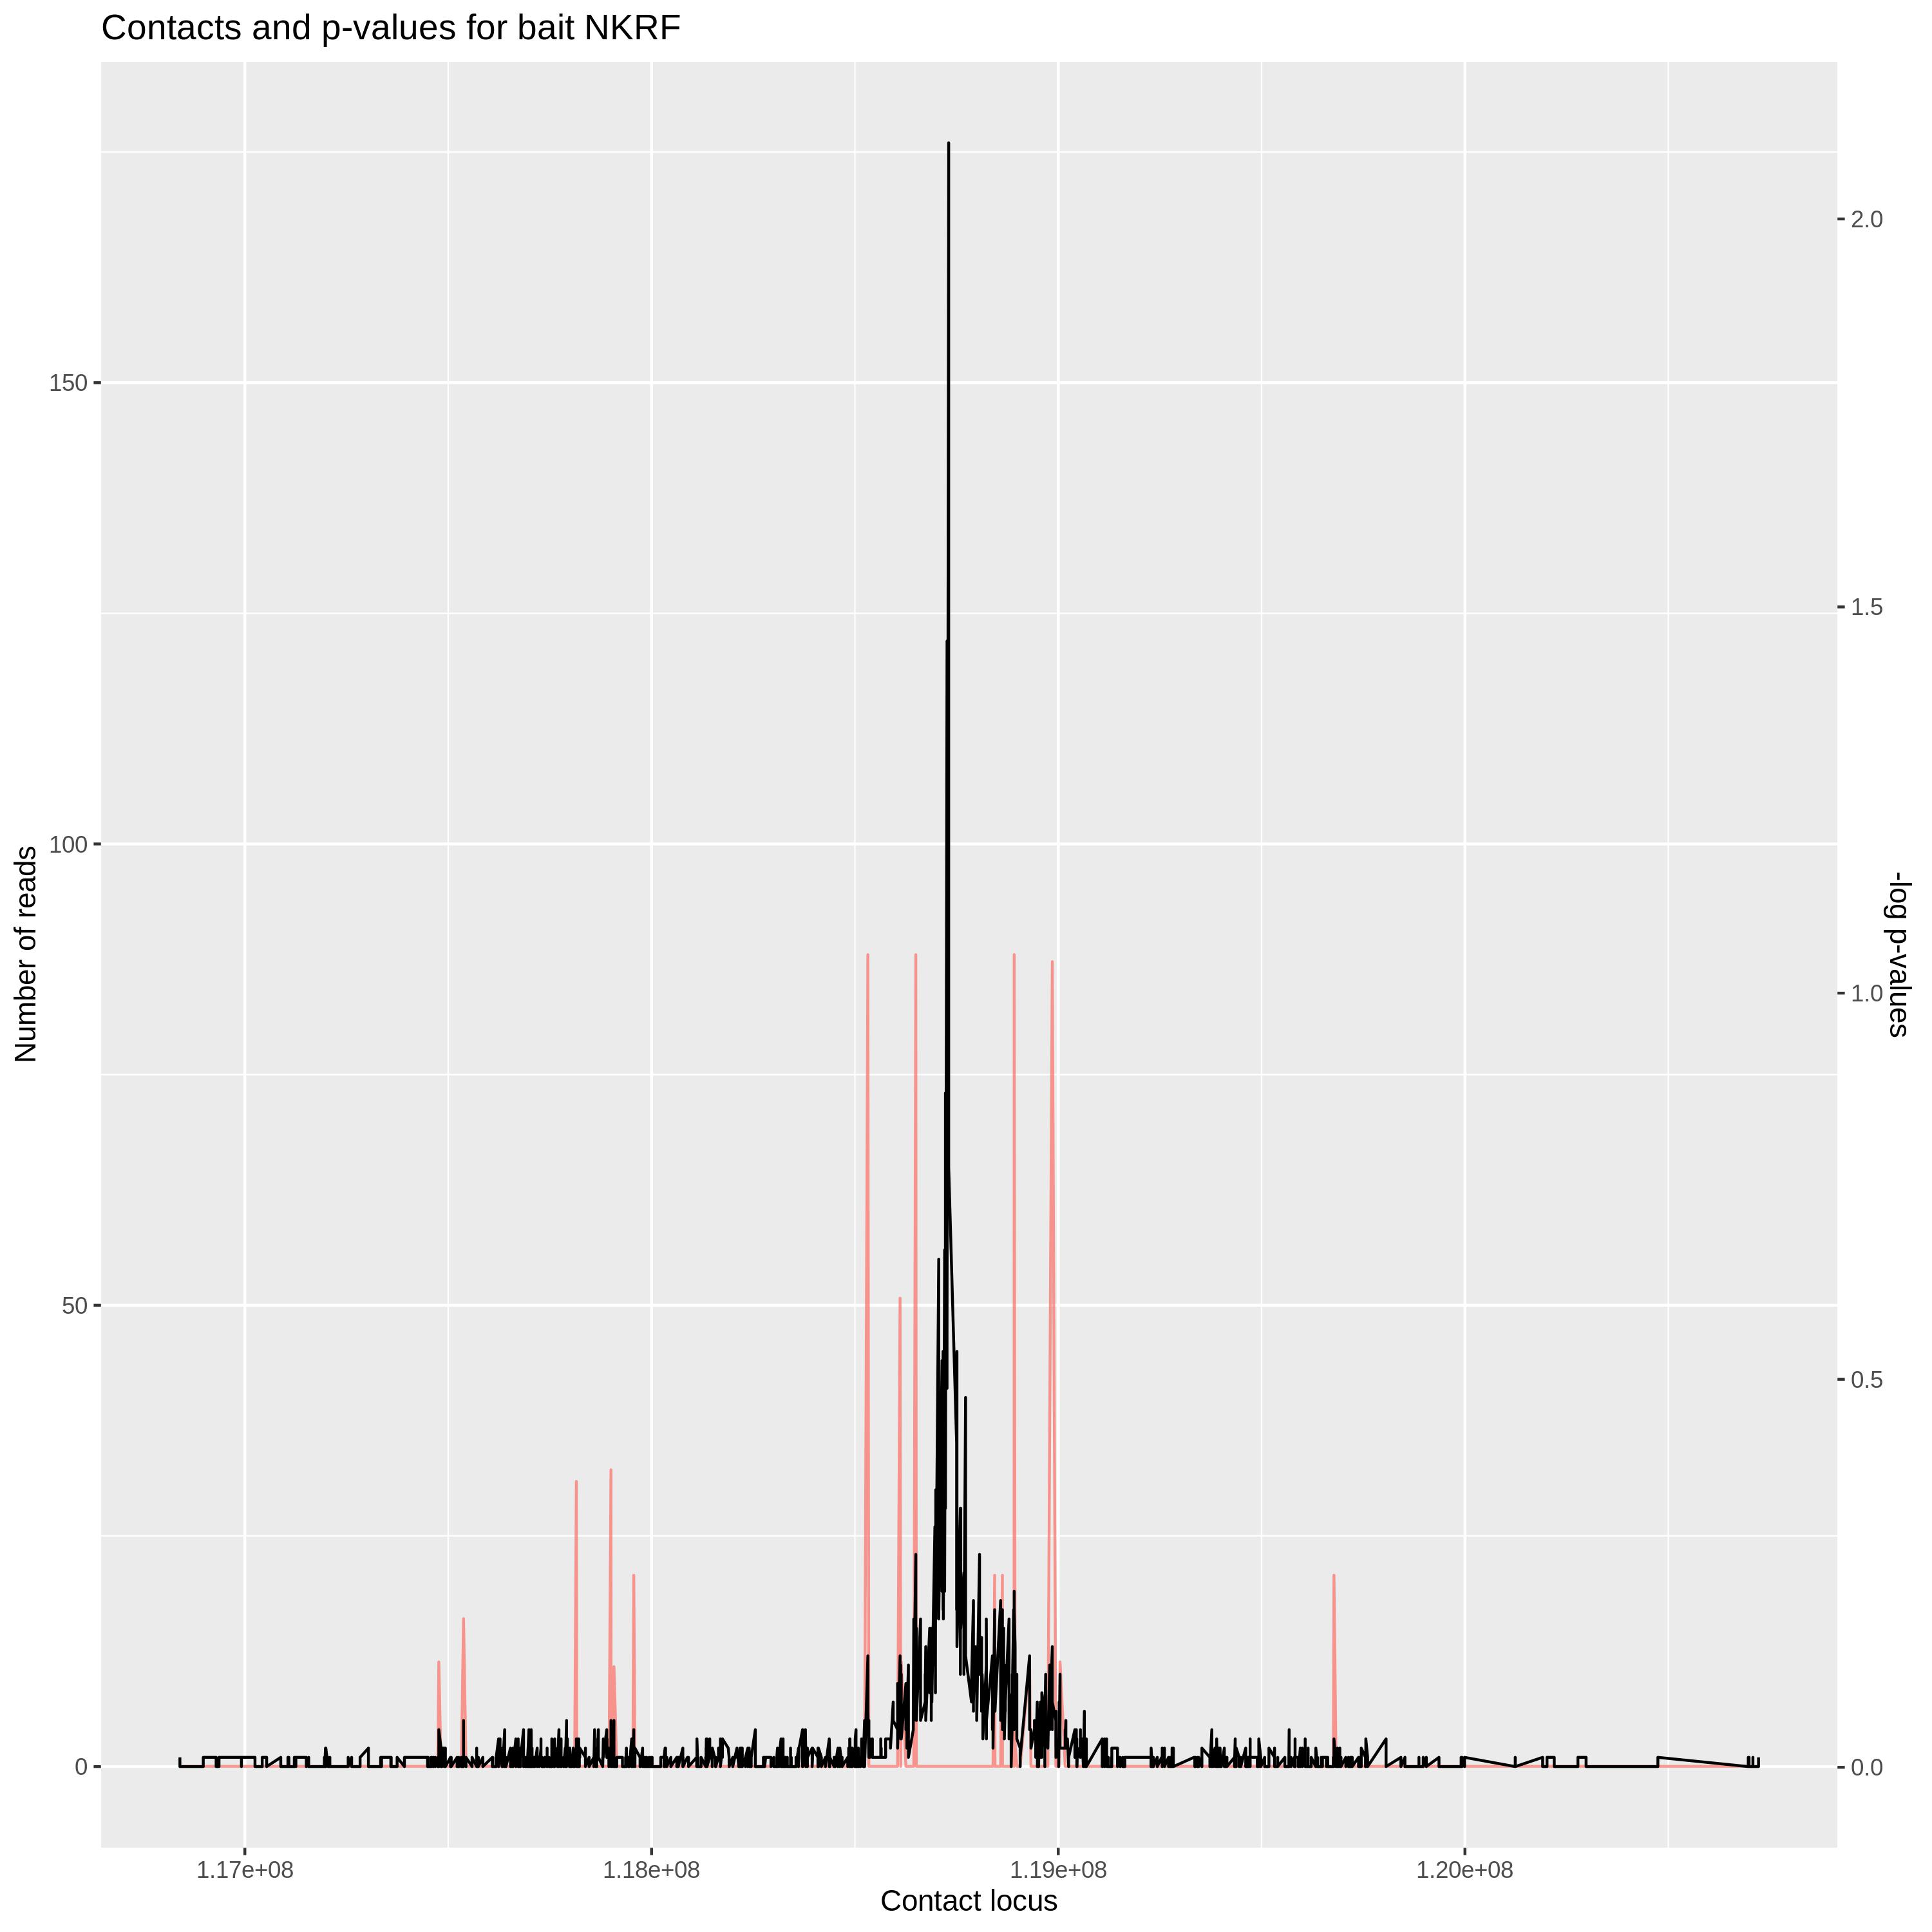 Contacts and p-values for bait NKRF
150
100
50
0
Number of reads
2.0
1.5
1.0
0.5
0.0
-log p-values
1.17e+08
1.18e+08
1.19e+08
1.20e+08
Contact locus